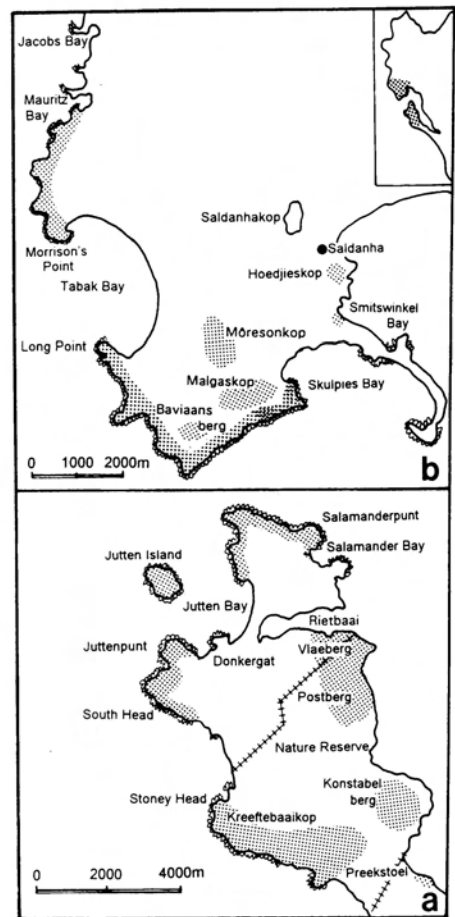 Jacobs Bay
Mauritz
Bay
Saldanhakop
Saldanha
Morrison's
Point
Hoedjieskop
Tabak Bay
Smitswinkel
Bay
Môresonkop
Long Point
Malgaskop
Skulpies Bay
Baviaans
berg
0 1000 2000m
b
Salamanderpunt
Jutten Island
Salamander Bay
Jutten Bay
Rietbaai
Juttenpunt
Donkergat
Vlaeberg
Postberg
South Head
Nature Reserve
Stoney Head
Konstabel
berg
Kreeftebaaikop
Preekstoel
0 2000 4000m
a